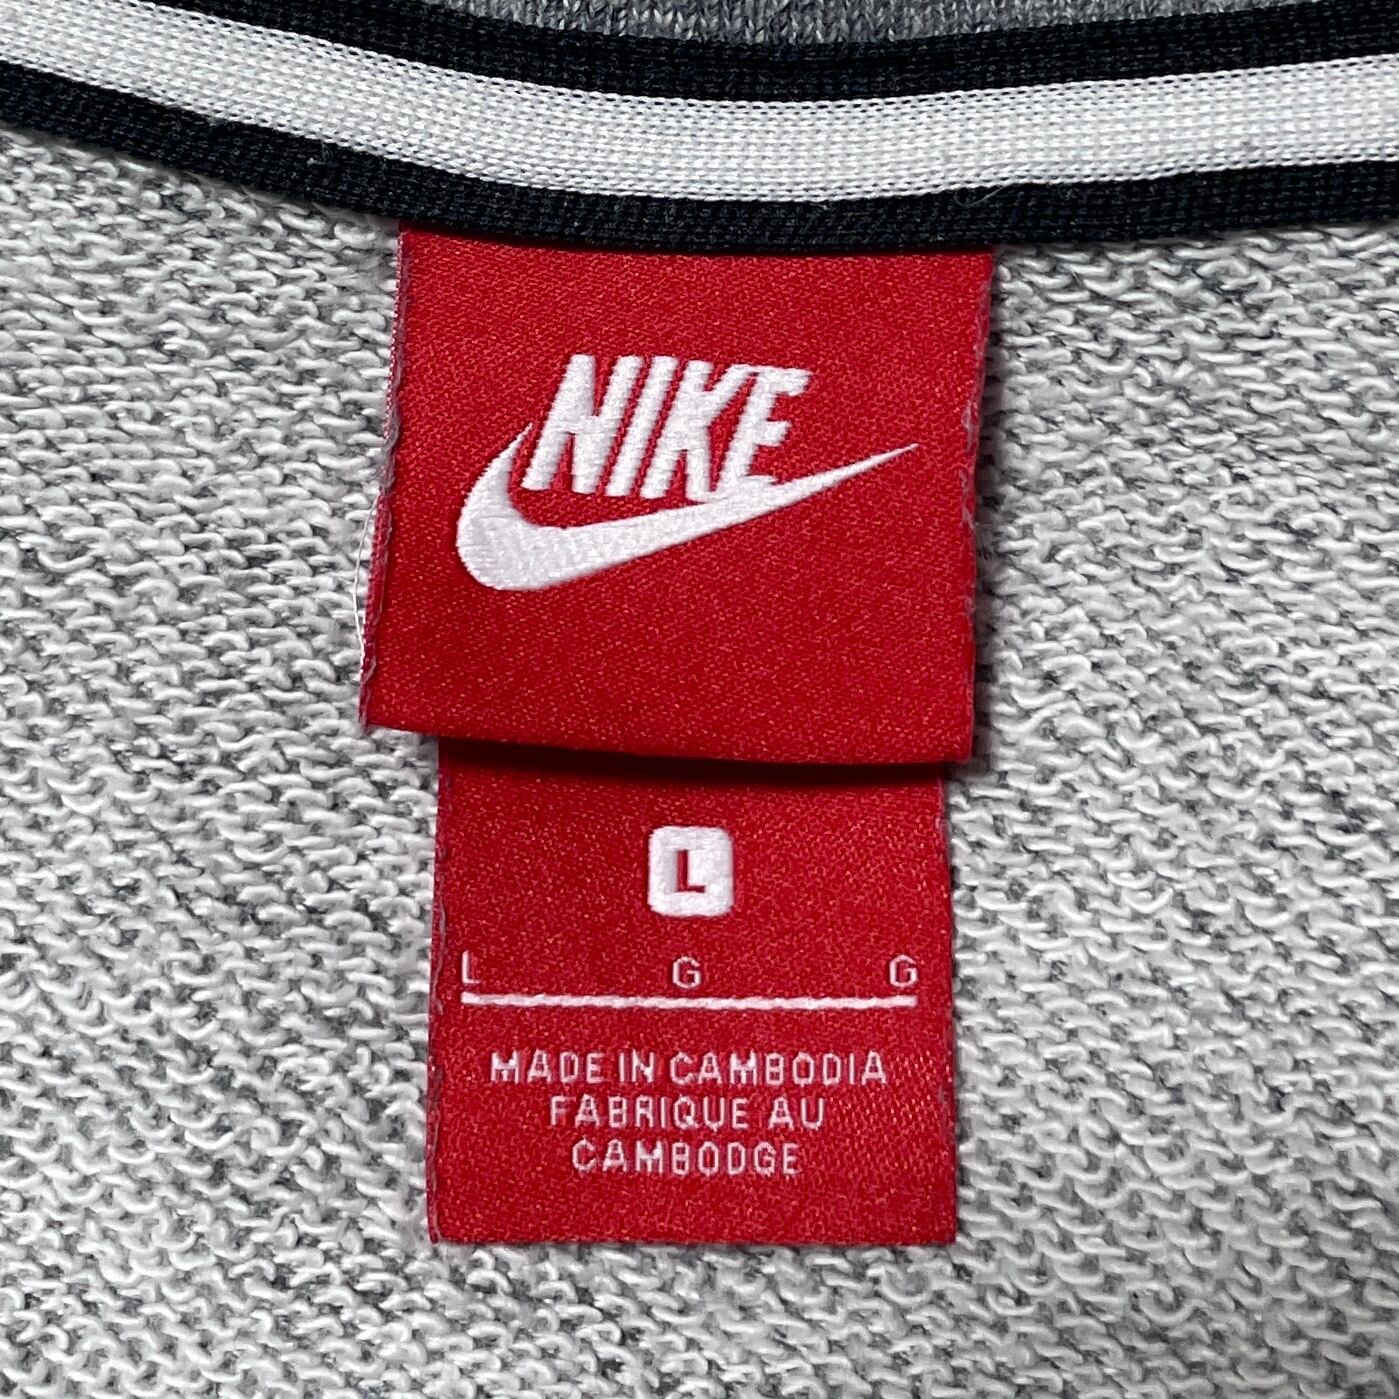 NIKE
L
L G G
MADE IN CAMBODIA
FABRIQUE AU
CAMBODGE